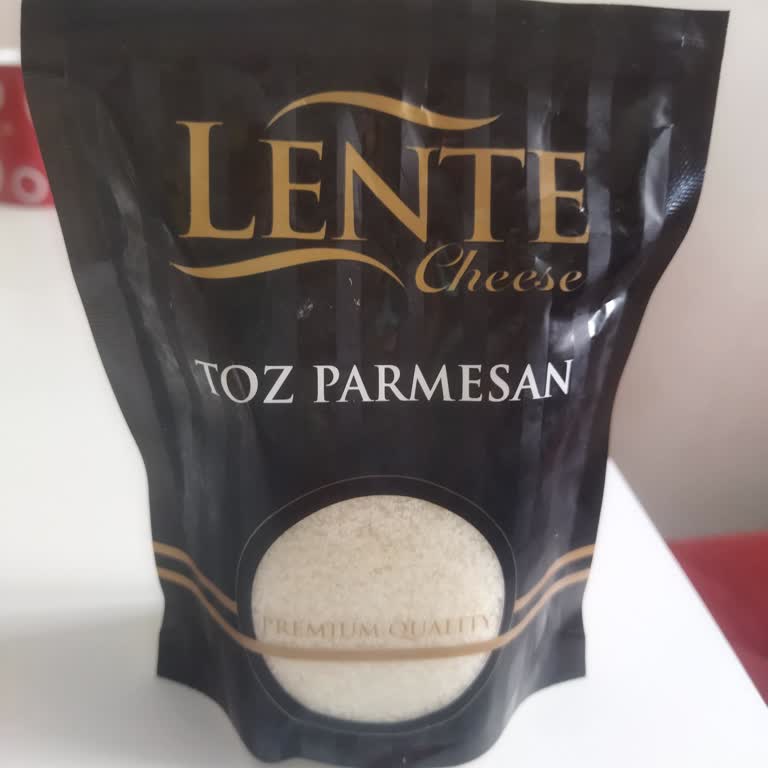 LENTE
Cheese
TOZ PARMESAN
PREMIUM QUALITY